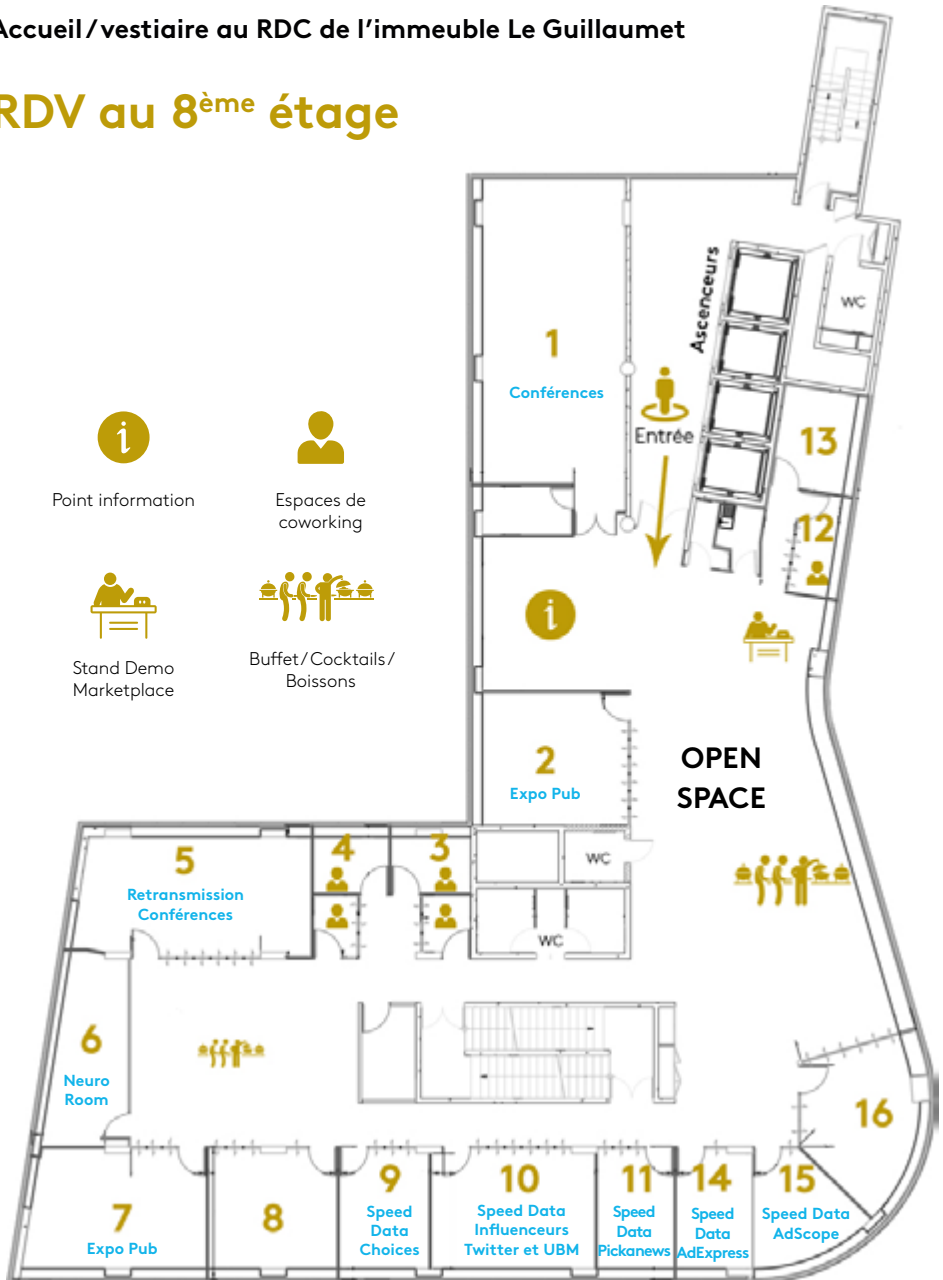 Accueil/vestiaire au RDC de l'immeuble Le Guillaumet
RDV au 8ème étage
Ascenceurs
WC
1
Conférences
Entrée
13
12
i
Point information
Espaces de
coworking
Stand Demo
Marketplace
Buffet/Cocktails/
Boissons
i
2
Expo Pub
OPEN
SPACE
WC
WC
5
Retransmission
Conférences
4
3
6
Neuro
Room
16
7
Expo Pub
8
9
Speed
Data
Choices
10
Speed Data
Influenceurs
Twitter et UBM
11
Speed
Data
Pickanews
14
Speed
Data
AdExpress
15
Speed Data
AdScope